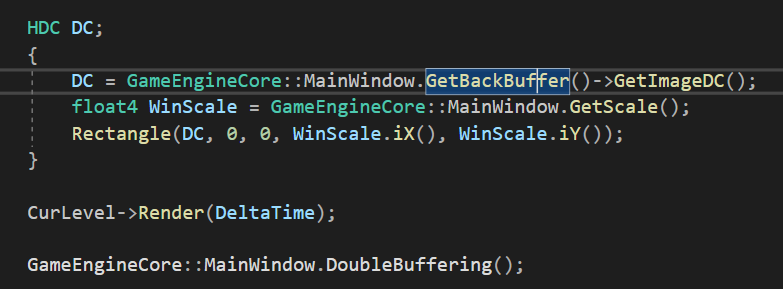 HDC DC;
{
DC = GameEngineCore::MainWindow.GetBackBuffer()->GetImageDC();
float4 WinScale = GameEngineCore::MainWindow.GetScale();
Rectangle(DC, 0, 0, WinScale.iX(), WinScale.iY());
}
CurLevel->Render(DeltaTime);
GameEngineCore::MainWindow.DoubleBuffering();